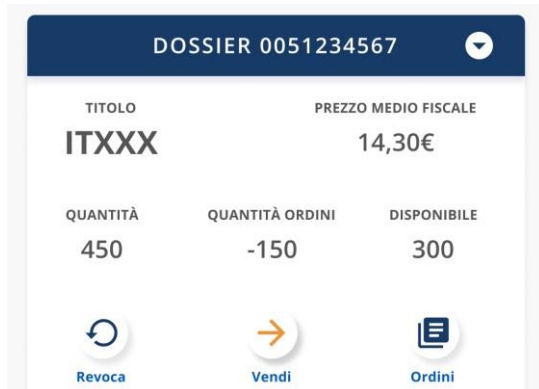 DOSSIER 0051234567
TITOLO PREZZO MEDIO FISCALE
ITXXX 14,30€
QUANTITÀ QUANTITÀ ORDINI DISPONIBILE
450 -150 300
Revoca Vendi Ordini